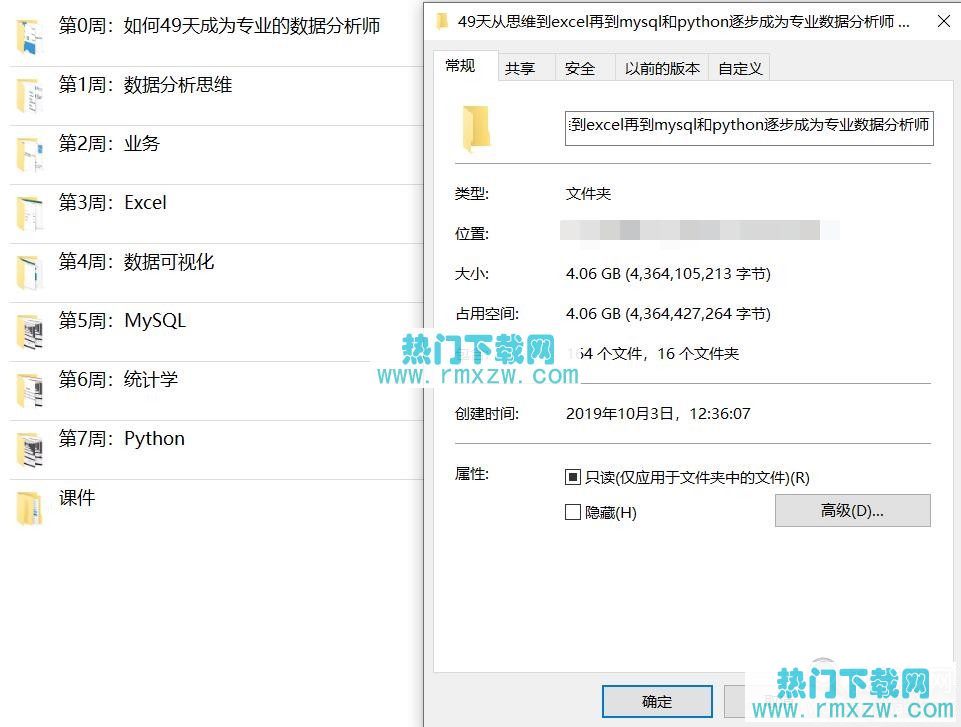 第0周：如何49天成为专业的数据分析师
第1周：数据分析思维
第2周：业务
第3周：Excel
第4周：数据可视化
第5周：MySQL
第6周：统计学
第7周：Python
课件
49天从思维到excel再到mysql和python逐步成为专业数据分析师 ...
常规 共享 安全 以前的版本 自定义
到excel再到mysql和python逐步成为专业数据分析师
类型: 文件夹
位置:
大小: 4.06 GB (4,364,105,213 字节)
占用空间: 4.06 GB (4,364,427,264 字节)
164 个文件，16 个文件夹
热门下载网
www.rmxzw.com
创建时间: 2019年10月3日，12:36:07
属性: 只读(仅应用于文件夹中的文件)(R)
隐藏(H)
高级(D)...
确定
热门下载网
www.rmxzw.com